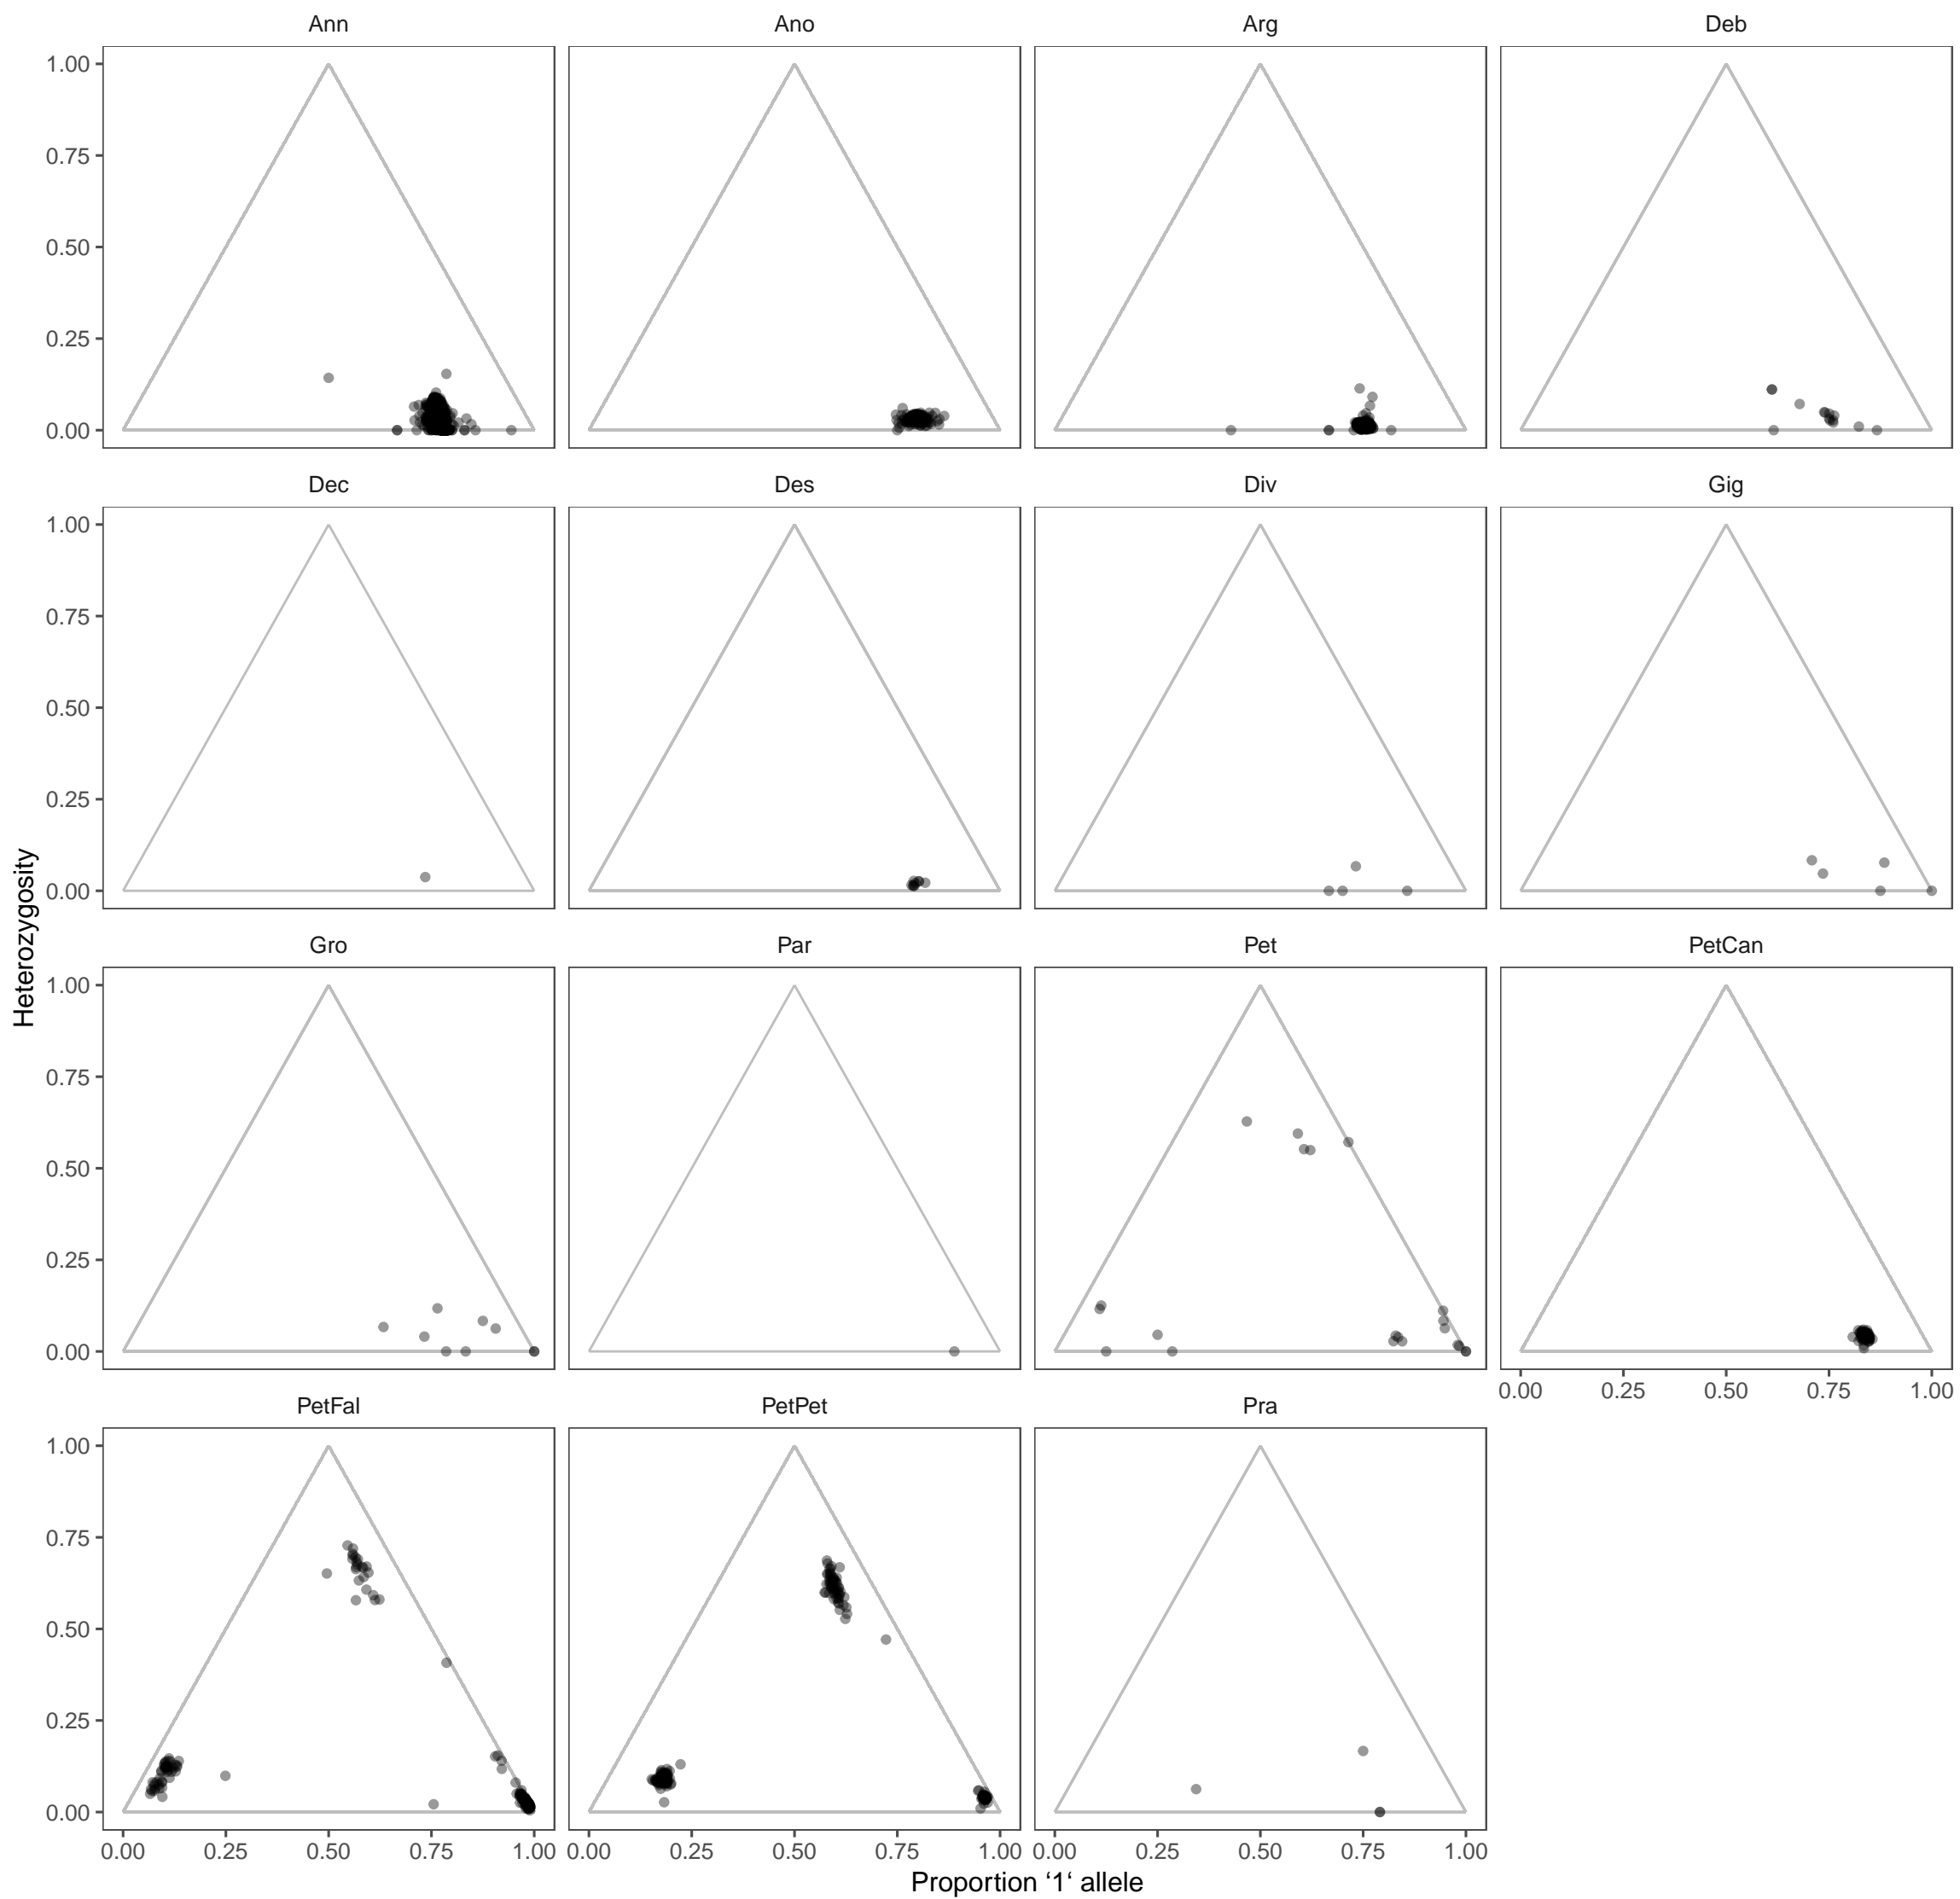 Ann Ano Arg Deb
1.00
0.75
0.50
0.25
0.00
Dec Des Div Gig
1.00
0.75
0.50
0.25
0.00
Heterozygosity
Gro Par Pet PetCan
1.00
0.75
0.50
0.25
0.00
0.00 0.25 0.50 0.75 1.00
PetFal PetPet Pra
1.00
0.75
0.50
0.25
0.00
0.00 0.25 0.50 0.75 1.00 0.00 0.25 0.50 0.75 1.00 0.00 0.25 0.50 0.75 1.00
Proportion ‘1‘ allele